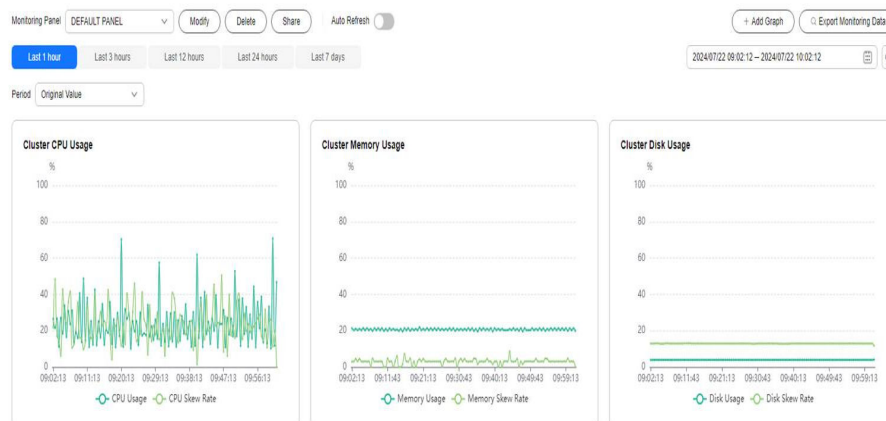 Monitoring Panel DEFAULT PANEL Modify Delete Share Auto Refresh + Add Graph Export Monitoring Data
Last 1 hour Last 3 hours Last 12 hours Last 24 hours Last 7 days 2024/07/22 09:02:12 – 2024/07/22 10:02:12
Period Original Value
Cluster CPU Usage
%
100
80
60
40
20
0
09:02:13 09:11:13 09:20:13 09:29:13 09:38:13 09:47:13 09:56:13
CPU Usage CPU Skew Rate
Cluster Memory Usage
%
100
80
60
40
20
0
09:02:13 09:11:43 09:21:13 09:30:43 09:40:13 09:49:43 09:59:13
Memory Usage Memory Skew Rate
Cluster Disk Usage
%
100
80
60
40
20
0
09:02:13 09:11:43 09:21:13 09:30:43 09:40:13 09:49:43 09:59:13
Disk Usage Disk Skew Rate